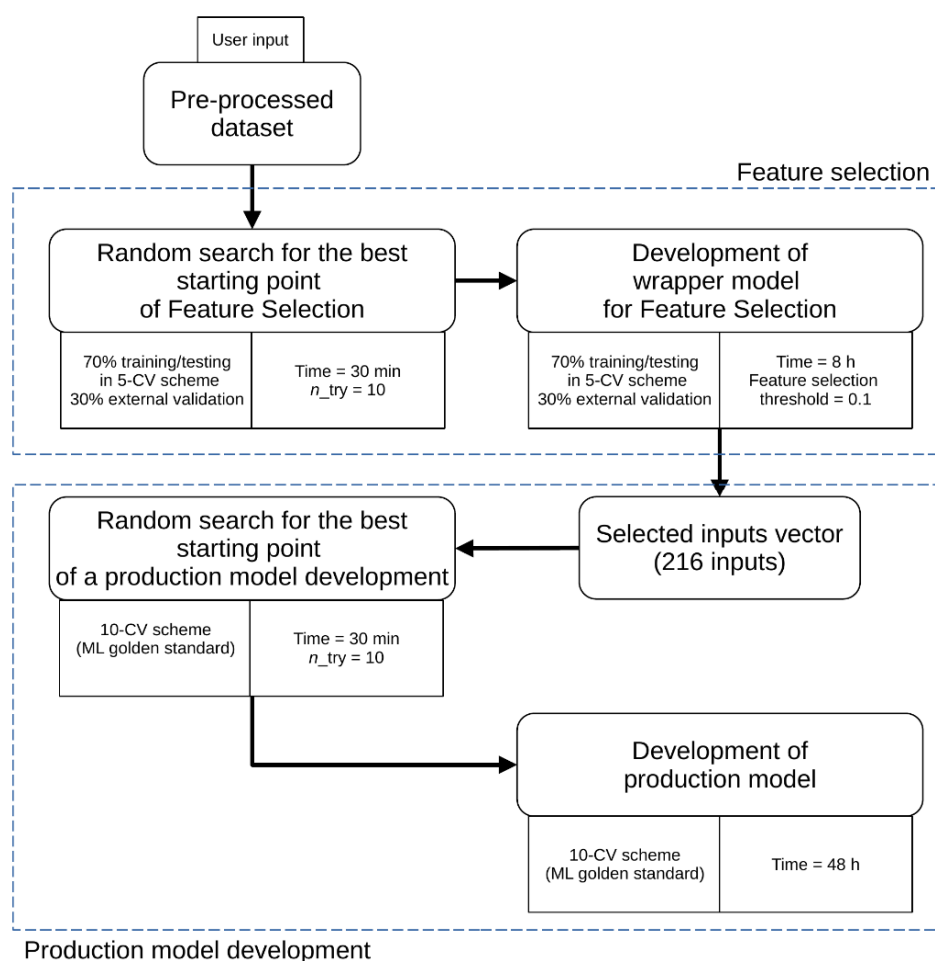 User input
Pre-processed
dataset
Feature selection
Random search for the best
starting point
of Feature Selection
70% training/testing
in 5-CV scheme
30% external validation
Time = 30 min
n_try = 10
Development of
wrapper model
for Feature Selection
70% training/testing
in 5-CV scheme
30% external validation
Time = 8 h
Feature selection
threshold = 0.1
Selected inputs vector
(216 inputs)
Random search for the best
starting point
of a production model development
10-CV scheme
(ML golden standard)
Time = 30 min
n_try = 10
Development of
production model
10-CV scheme
(ML golden standard)
Time = 48 h
Production model development